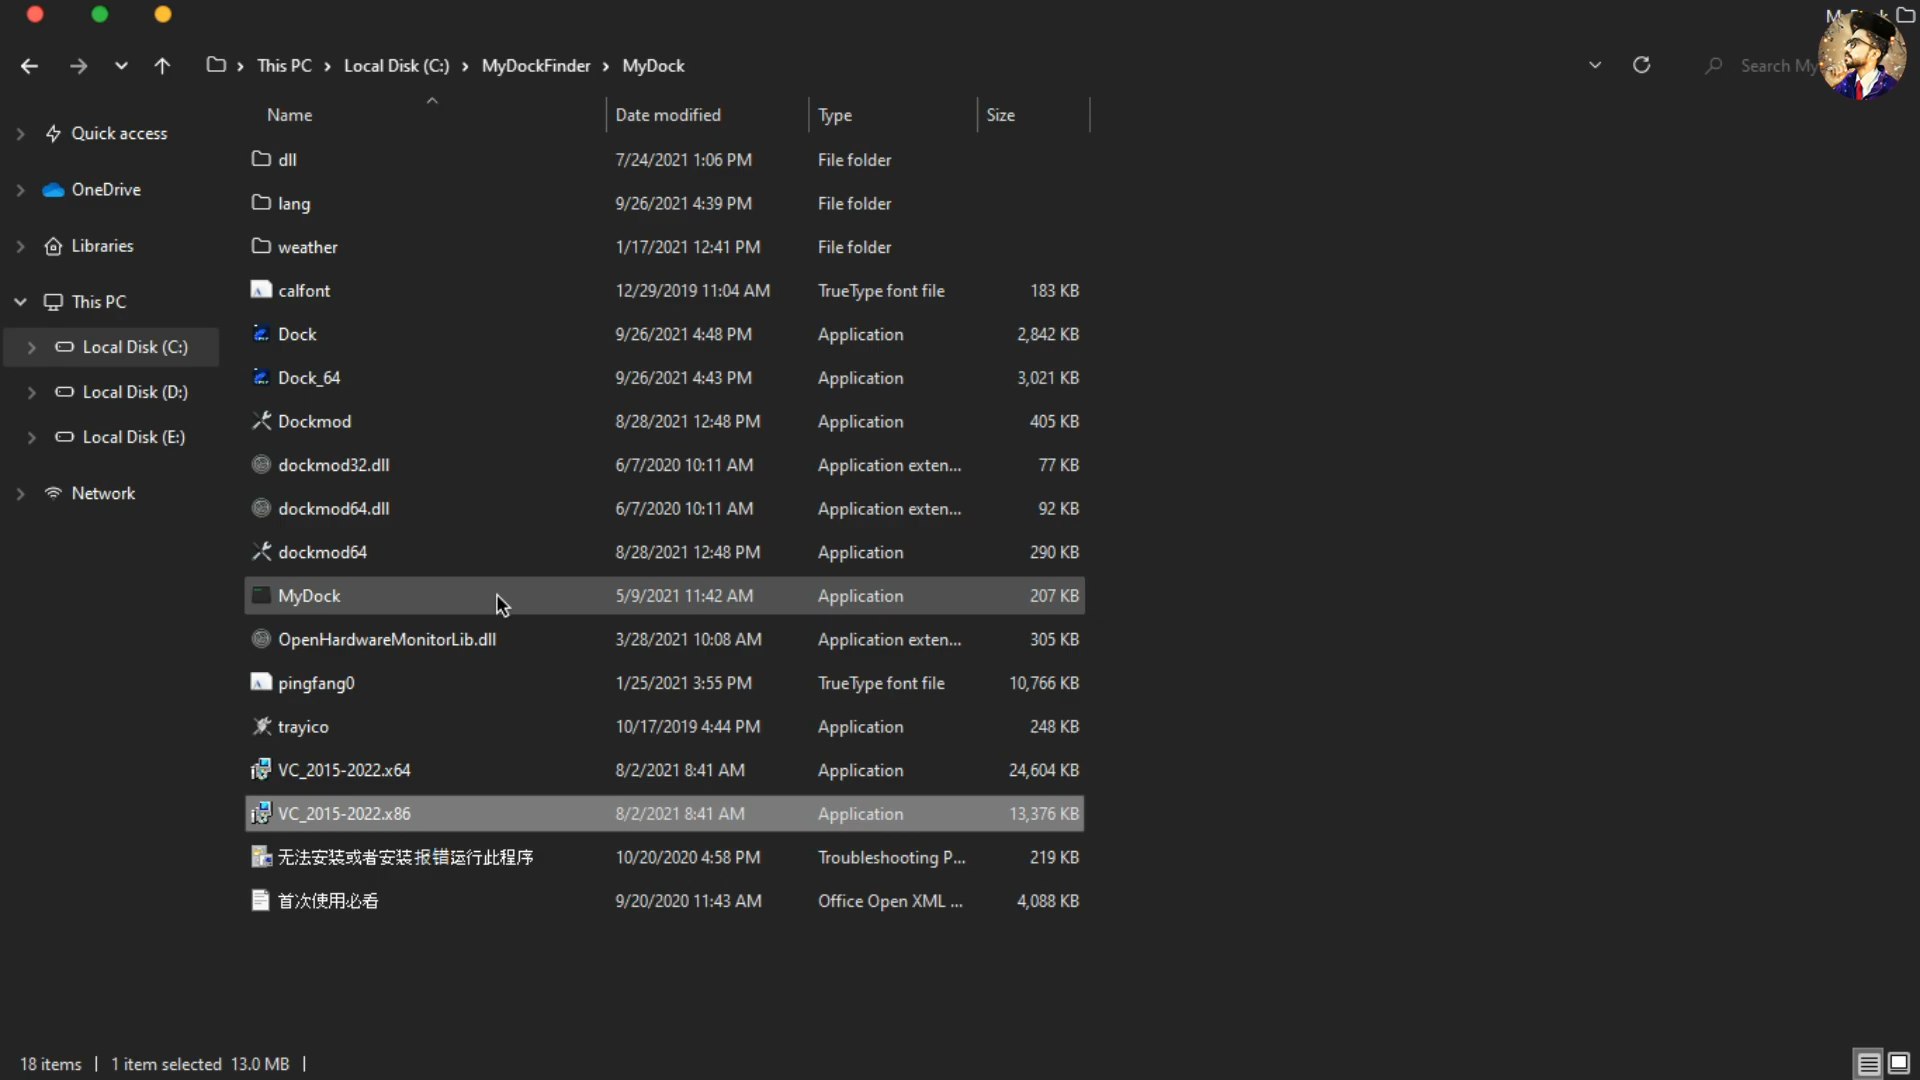 This PC > Local Disk (C:) > MyDockFinder > MyDock
Search My
Name Date modified Type Size
Quick access
OneDrive
Libraries
This PC
Local Disk (C:)
Local Disk (D:)
Local Disk (E:)
Network
dll 7/24/2021 1:06 PM File folder
lang 9/26/2021 4:39 PM File folder
weather 1/17/2021 12:41 PM File folder
calfont 12/29/2019 11:04 AM TrueType font file 183 KB
Dock 9/26/2021 4:48 PM Application 2,842 KB
Dock_64 9/26/2021 4:43 PM Application 3,021 KB
Dockmod 8/28/2021 12:48 PM Application 405 KB
dockmod32.dll 6/7/2020 10:11 AM Application exten... 77 KB
dockmod64.dll 6/7/2020 10:11 AM Application exten... 92 KB
dockmod64 8/28/2021 12:48 PM Application 290 KB
MyDock 5/9/2021 11:42 AM Application 207 KB
OpenHardwareMonitorLib.dll 3/28/2021 10:08 AM Application exten... 305 KB
pingfang0 1/25/2021 3:55 PM TrueType font file 10,766 KB
trayico 10/17/2019 4:44 PM Application 248 KB
VC_2015-2022.x64 8/2/2021 8:41 AM Application 24,604 KB
VC_2015-2022.x86 8/2/2021 8:41 AM Application 13,376 KB
无法安装或者安装报错运行此程序 10/20/2020 4:58 PM Troubleshooting P... 219 KB
首次使用必看 9/20/2020 11:43 AM Office Open XML ... 4,088 KB
18 items | 1 item selected 13.0 MB |